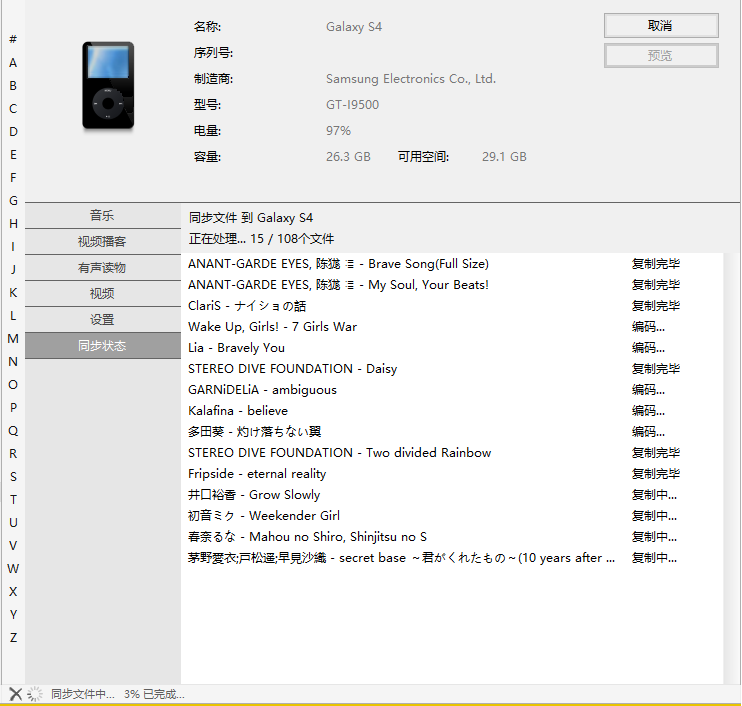 名称: Galaxy S4 取消
序列号: 预览
制造商: Samsung Electronics Co., Ltd.
型号: GT-I9500
电量: 97%
容量: 26.3 GB 可用空间: 29.1 GB
#
A
B
C
D
E
F
G
H
I
J
K
L
M
N
O
P
Q
R
S
T
U
V
W
X
Y
Z
音乐
视频播客
有声读物
视频
设置
同步状态
同步文件 到 Galaxy S4
正在处理... 15 / 108个文件
ANANT-GARDE EYES, - Brave Song(Full Size) 复制完毕
ANANT-GARDE EYES, - My Soul, Your Beats! 复制完毕
ClariS - ナイショの話 复制完毕
Wake Up, Girls! - 7 Girls War 编码...
Lia - Bravely You 编码...
STEREO DIVE FOUNDATION - Daisy 复制完毕
GARNiDELiA - ambiguous 编码...
Kalafina - believe 编码...
多田葵 - 灼け落ちない翼 编码...
STEREO DIVE FOUNDATION - Two divided Rainbow 复制完毕
Fripside - eternal reality 复制完毕
井口裕香 - Grow Slowly 复制中...
初音ミク - Weekender Girl 复制中...
春奈るな - Mahou no Shiro, Shinjitsu no S 复制中...
茅野愛衣;戸松遥;早見沙織 - secret base ～君がくれたもの～(10 years after ... 复制中...
同步文件中... 3% 已完成...